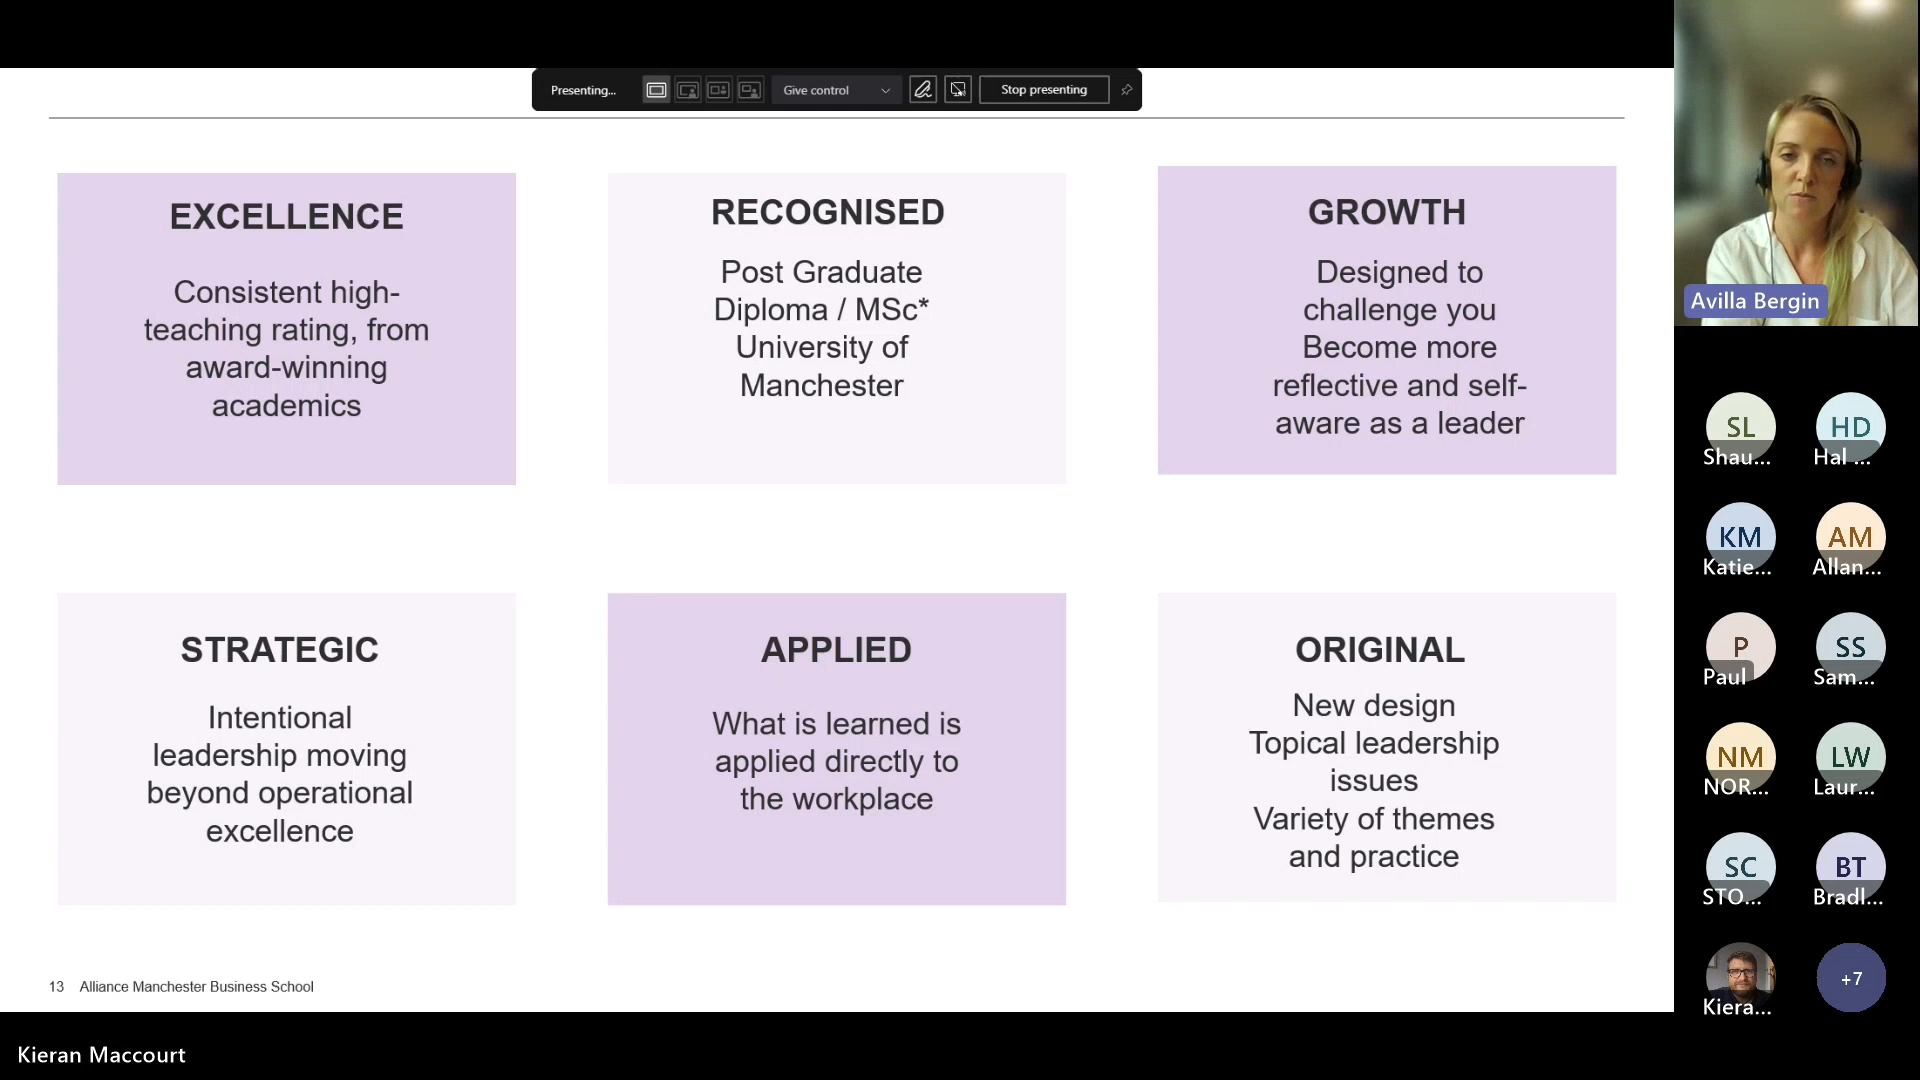 Presenting...
Give control
Stop presenting
EXCELLENCE
Consistent high-
teaching rating, from
award-winning
academics
RECOGNISED
Post Graduate
Diploma / MSc*
University of
Manchester
GROWTH
Designed to
challenge you
Become more
reflective and self-
aware as a leader
STRATEGIC
Intentional
leadership moving
beyond operational
excellence
APPLIED
What is learned is
applied directly to
the workplace
ORIGINAL
New design
Topical leadership
issues
Variety of themes
and practice
13 Alliance Manchester Business School
Kieran Maccourt
Avilla Bergin
SL
Shau...
HD
Hal ...
KM
Katie...
AM
Allan...
P
Paul
SS
Sam...
NM
NOR...
LW
Laur...
SC
STO...
BT
Bradl...
Kiera...
+7